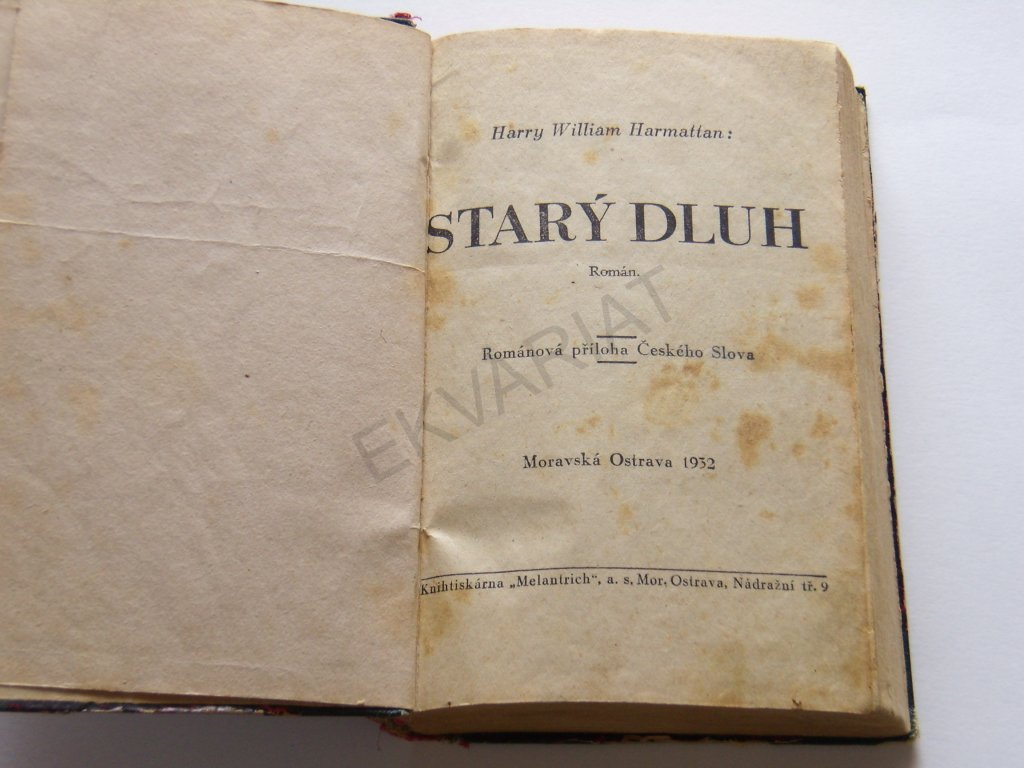 Harry William Harmattan:
STARÝ DLUH
Román.
Románová příloha Českého Slova
Moravská Ostrava 1932
Knihtiskárna „Melantrich", a. s. Mor. Ostrava, Nádražní tř. 9
EKVARIAT